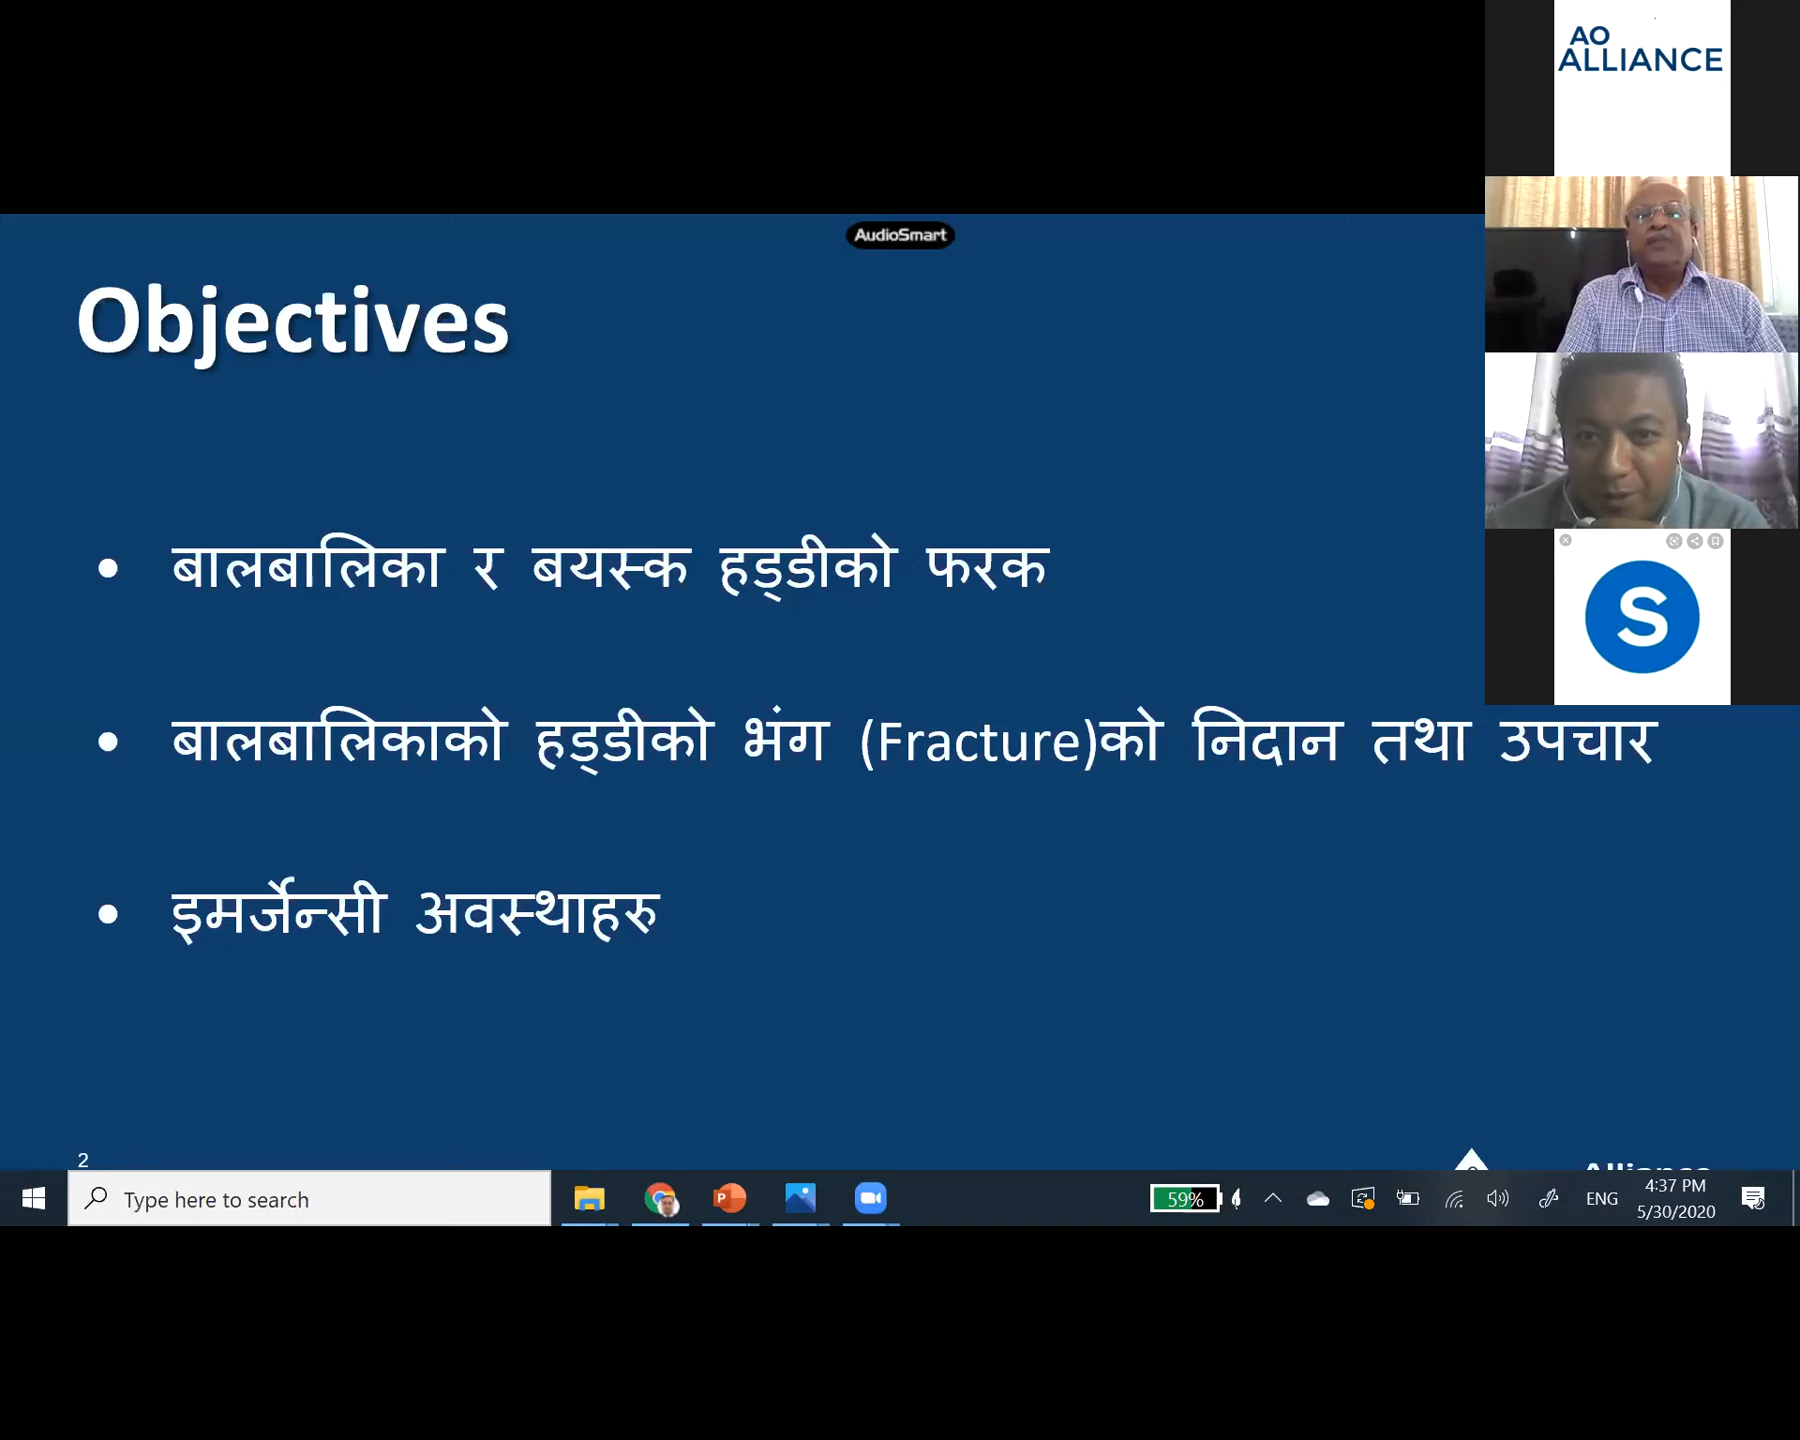 AO
ALLIANCE
AudioSmart
Objectives
• बालबालिका र बयस्क हड्डीको फरक
• बालबालिकाको हड्डीको भंग (Fracture)को निदान तथा उपचार
• इमर्जेन्सी अवस्थाहरु
S
2
Alliance
Type here to search
59%
ENG
4:37 PM
5/30/2020